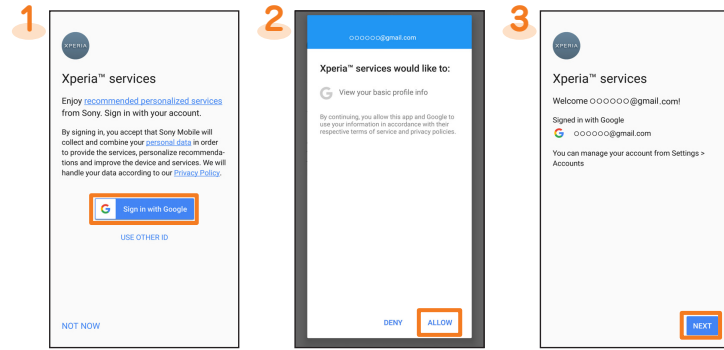 1
XPERIA
Xperia™ services
Enjoy recommended personalized services
from Sony. Sign in with your account.
By signing in, you accept that Sony Mobile will
collect and combine your personal data in order
to provide the services, personalize recommenda-
tions and improve the device and services. We will
handle your data according to our Privacy Policy.
G Sign in with Google
USE OTHER ID
NOT NOW
2
oooooo@gmail.com
Xperia™ services would like to:
G View your basic profile info
By continuing, you allow this app and Google to
use your information in accordance with their
respective terms of service and privacy policies.
DENY ALLOW
3
XPERIA
Xperia™ services
Welcome oooooo@gmail.com!
Signed in with Google
G oooooo@gmail.com
You can manage your account from Settings >
Accounts
NEXT